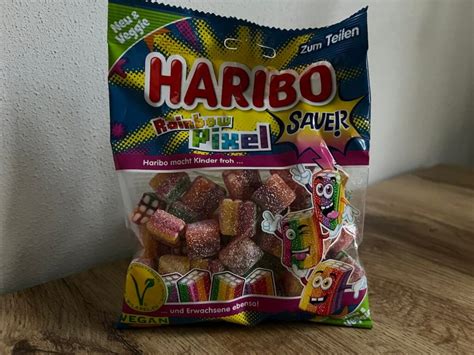 Neu &
Veggie
Zum Teilen
HARIBO
Rainbow
Pixel
SAUER
Haribo macht Kinder froh ...
... und Erwachsene ebenso!
V
VEGAN